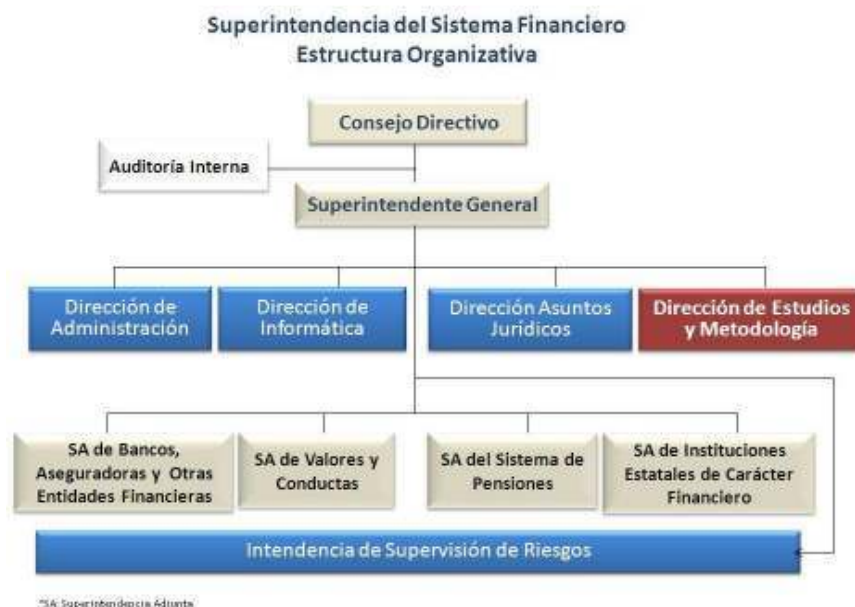 Superintendencia del Sistema Financiero
Estructura Organizativa
Consejo Directivo
Auditoría Interna
Superintendente General
Dirección de
Administración
Dirección de
Informática
Dirección Asuntos
Jurídicos
Dirección de Estudios
y Metodología
SA de Bancos,
Aseguradoras y Otras
Entidades Financieras
SA de Valores y
Conductas
SA del Sistema de
Pensiones
SA de Instituciones
Estatales de Carácter
Financiero
Intendencia de Supervisión de Riesgos
*SA: Superintendencia Adjunta